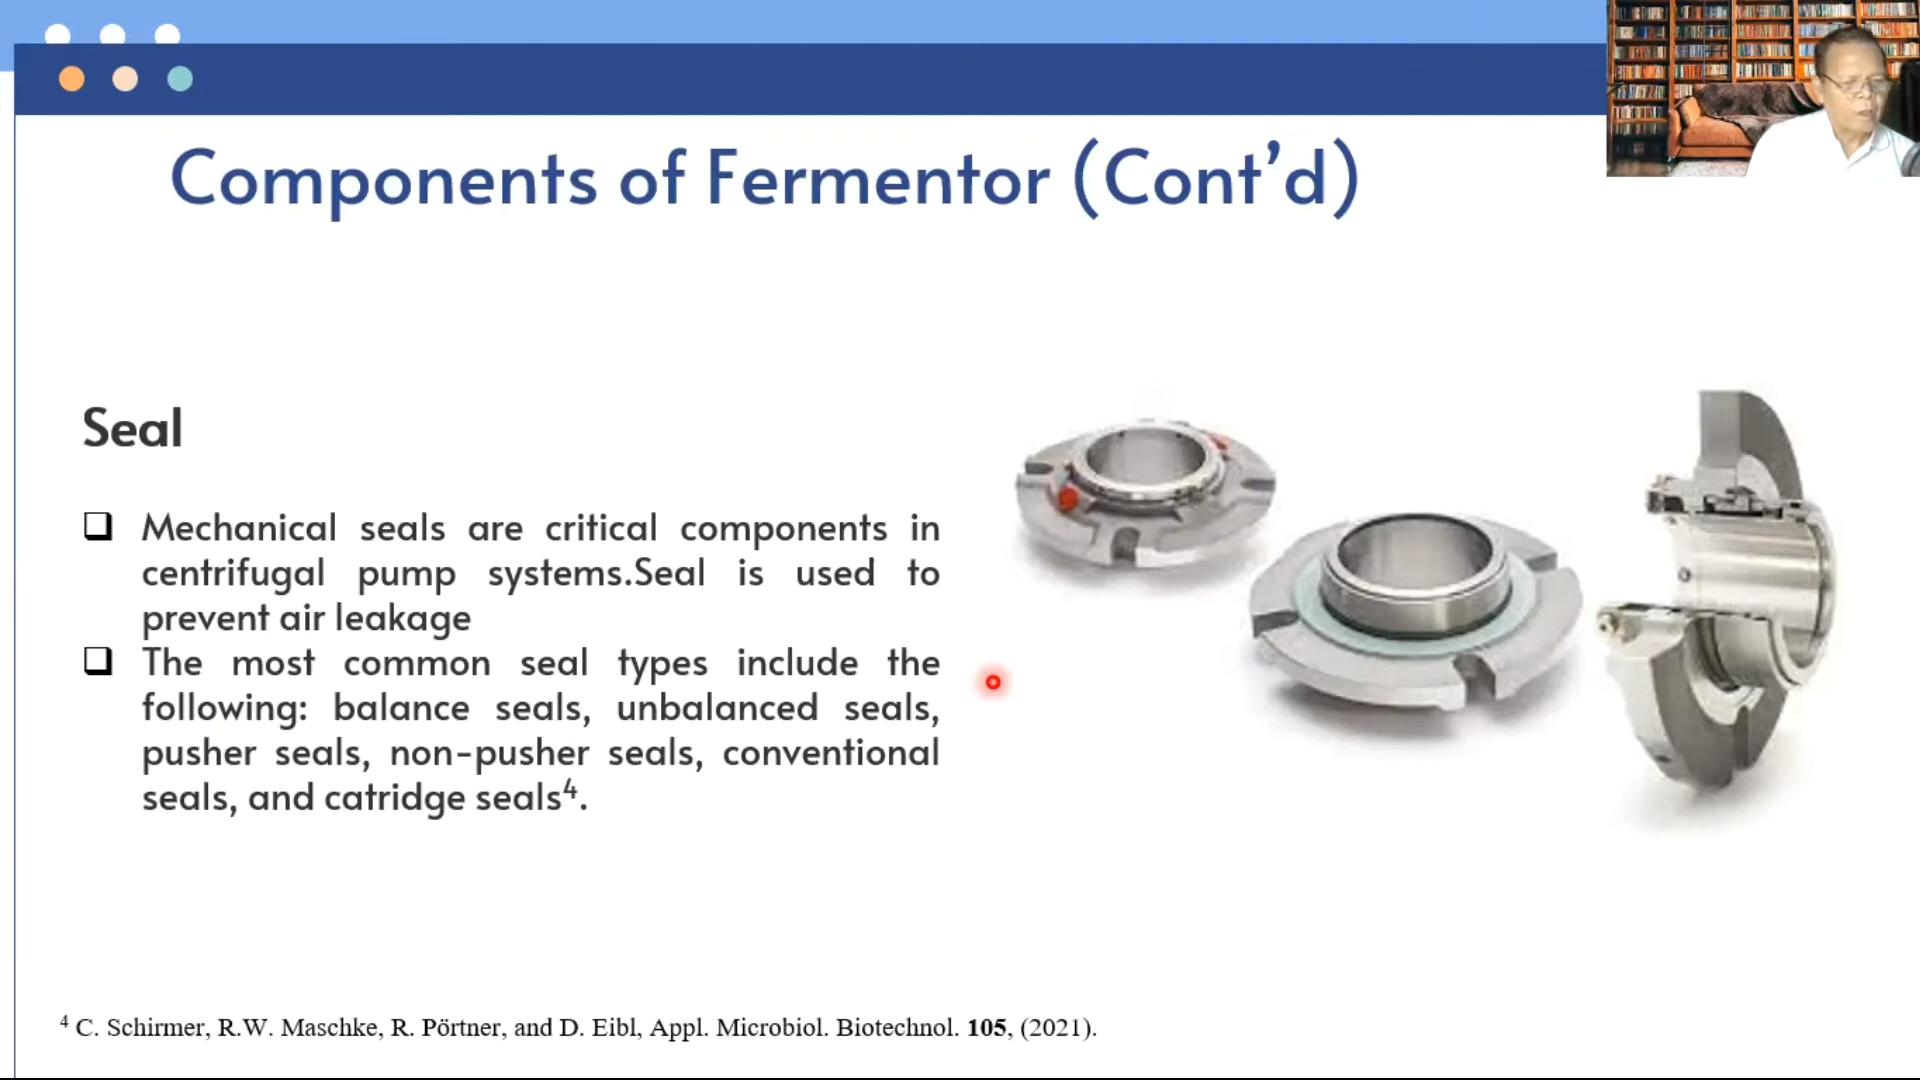 Components of Fermentor (Cont’d)
Seal
❑ Mechanical seals are critical components in
centrifugal pump systems.Seal is used to
prevent air leakage
❑ The most common seal types include the
following: balance seals, unbalanced seals,
pusher seals, non-pusher seals, conventional
seals, and catridge seals⁴.
⁴ C. Schirmer, R.W. Maschke, R. Pörtner, and D. Eibl, Appl. Microbiol. Biotechnol. 105, (2021).